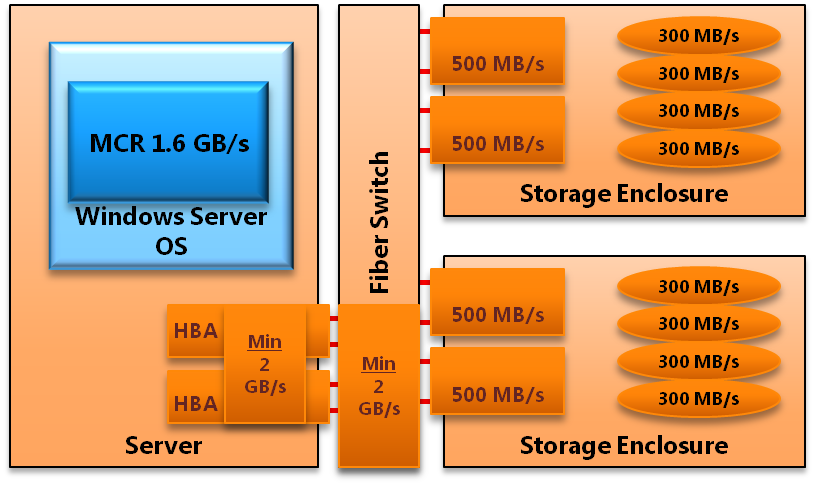 MCR 1.6 GB/s
Windows Server
OS
HBA
HBA
Min
2
GB/s
Server
Fiber Switch
Min
2
GB/s
500 MB/s
500 MB/s
300 MB/s
300 MB/s
300 MB/s
300 MB/s
Storage Enclosure
500 MB/s
500 MB/s
300 MB/s
300 MB/s
300 MB/s
300 MB/s
Storage Enclosure